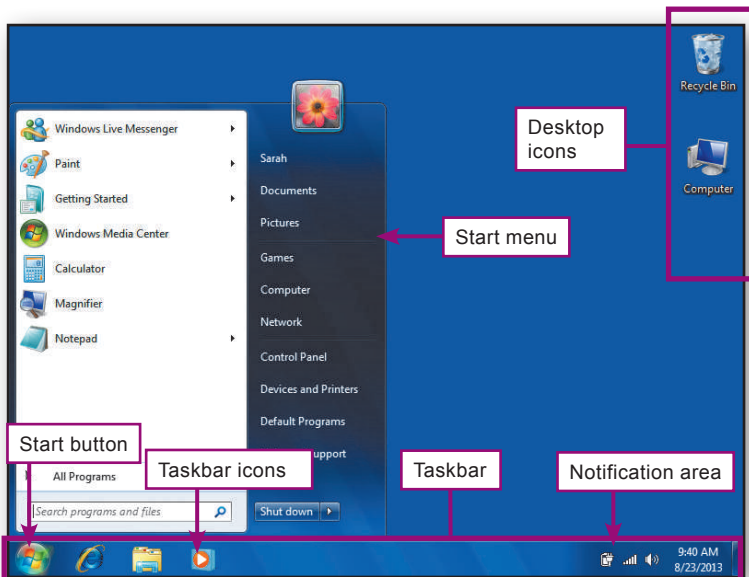 Recycle Bin
Desktop
icons
Computer
Windows Live Messenger
Paint
Getting Started
Windows Media Center
Calculator
Magnifier
Notepad
Sarah
Documents
Pictures
Start menu
Games
Computer
Network
Control Panel
Devices and Printers
Default Programs
upport
Start button
All Programs
Taskbar icons
Taskbar
Notification area
Search programs and files
Shut down
9:40 AM
8/23/2013